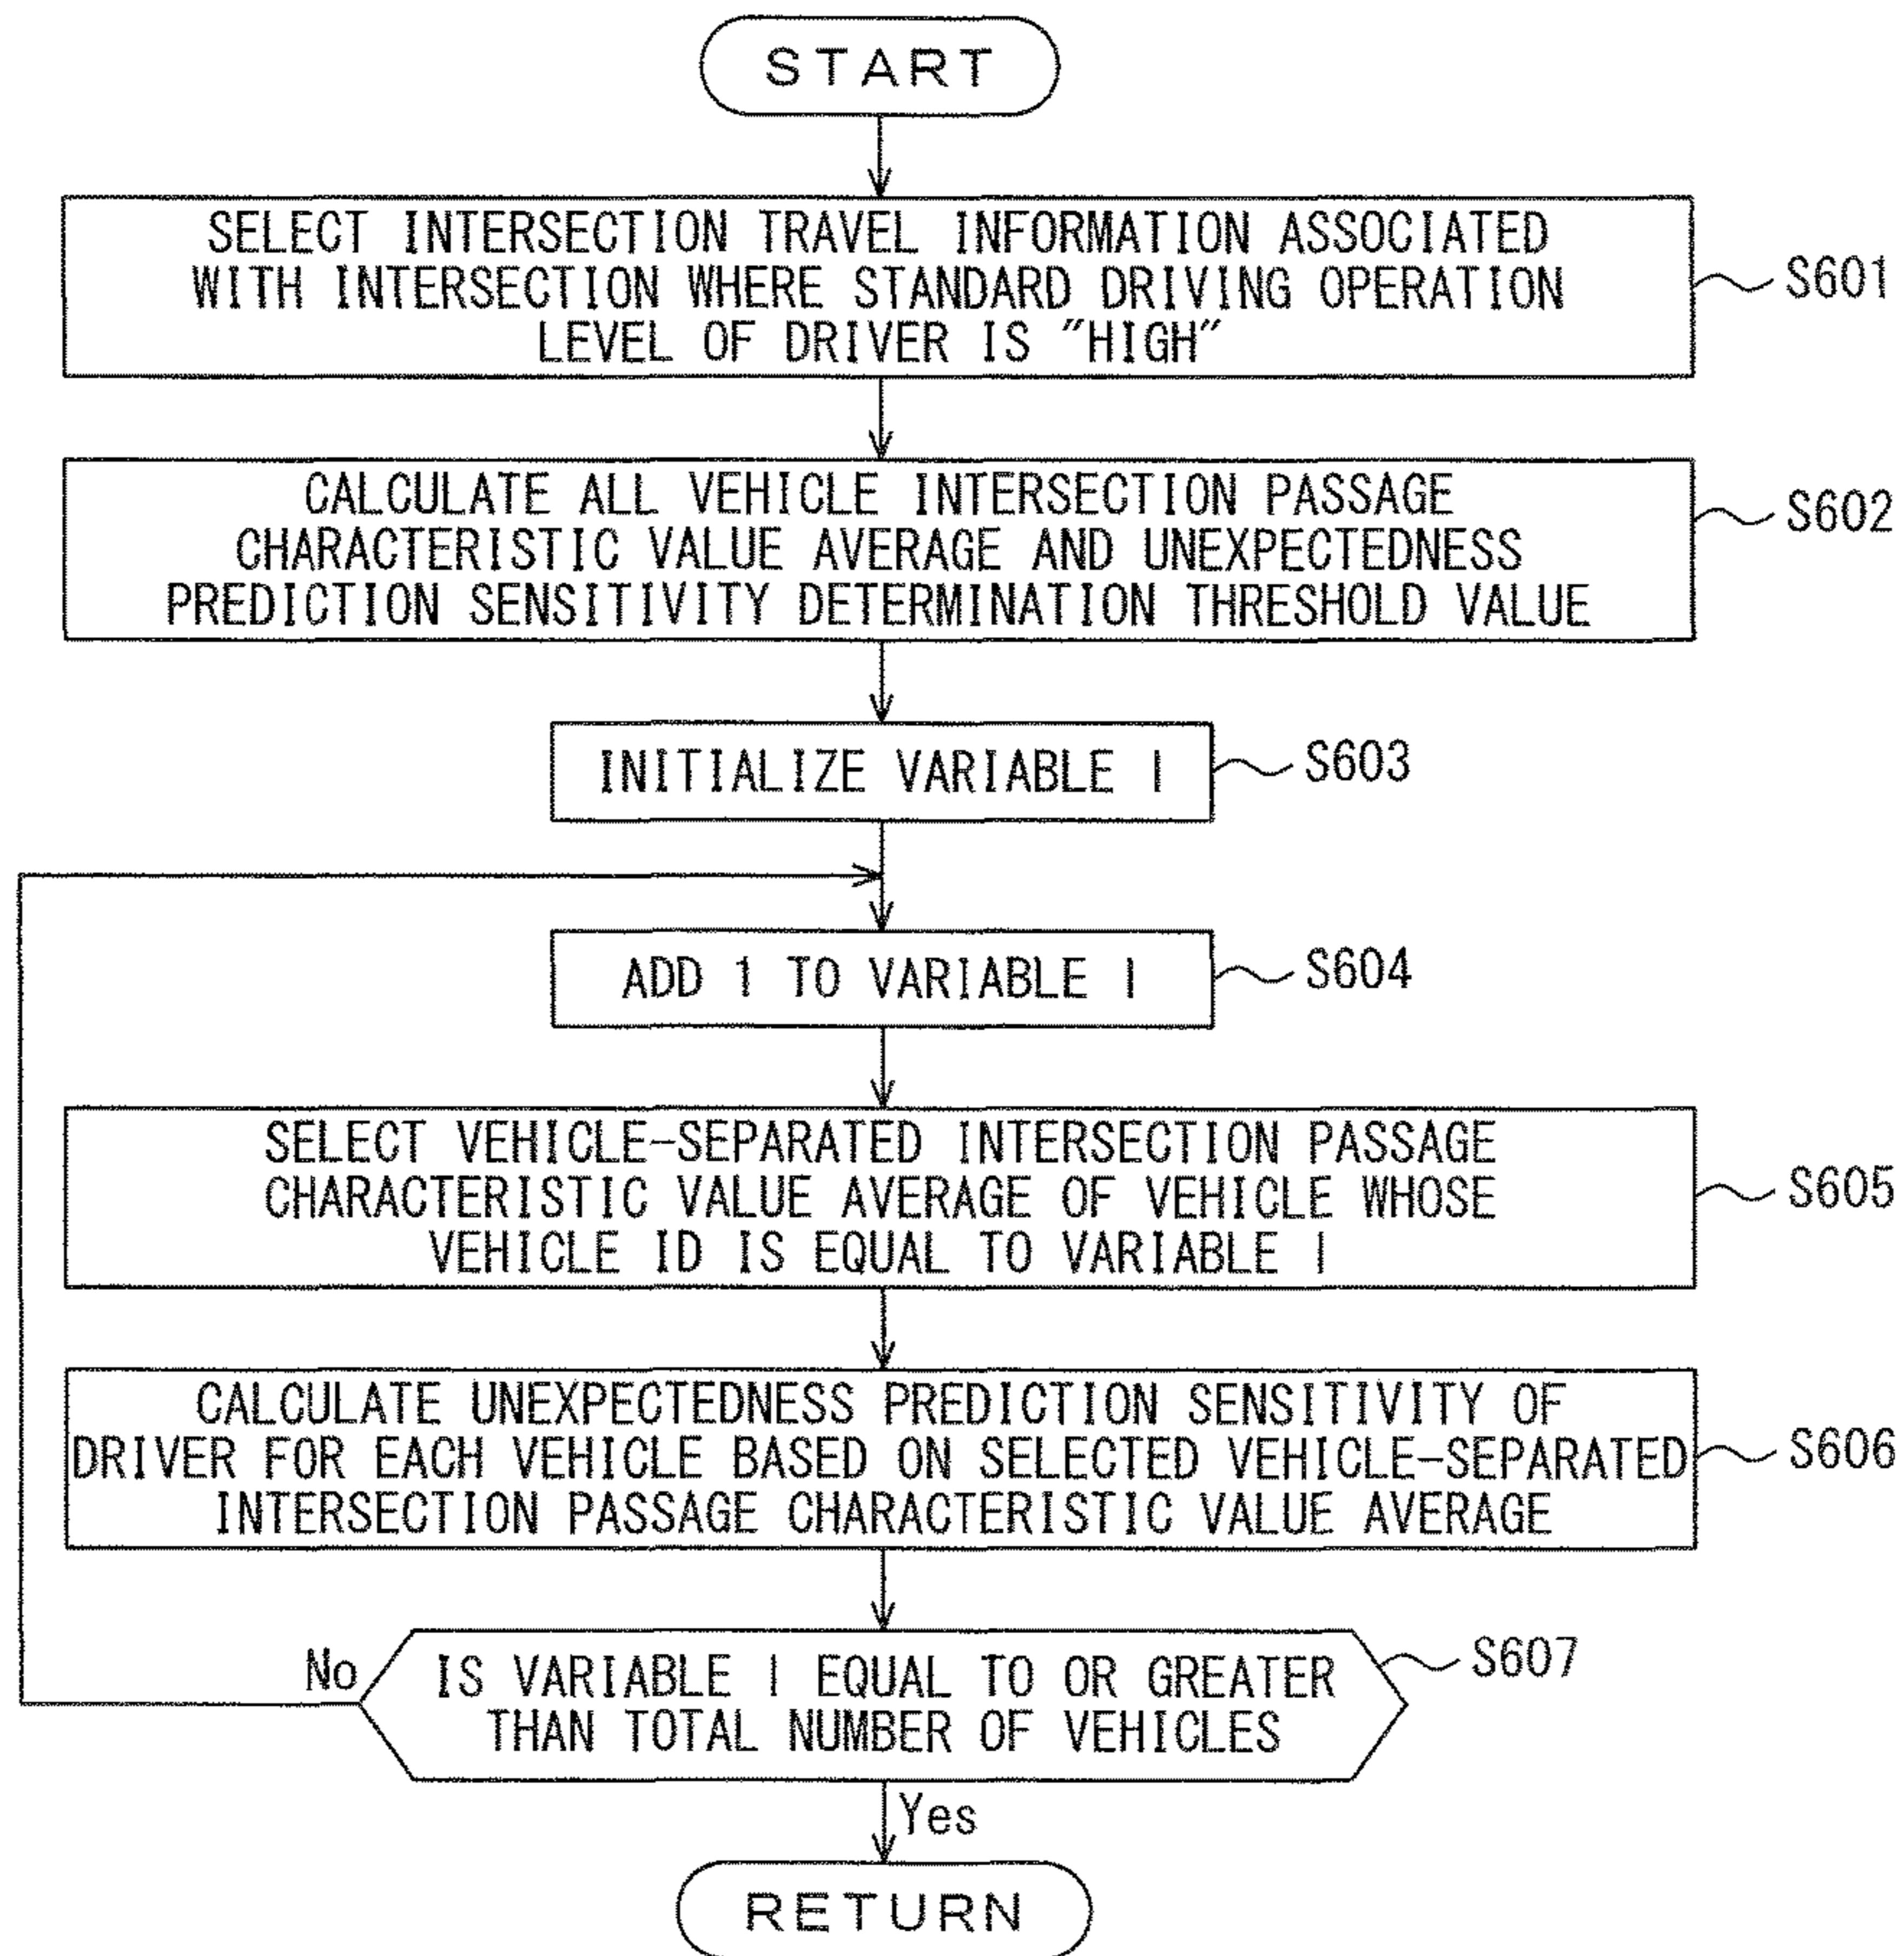 START
SELECT INTERSECTION TRAVEL INFORMATION ASSOCIATED
WITH INTERSECTION WHERE STANDARD DRIVING OPERATION
LEVEL OF DRIVER IS "HIGH"
S601
CALCULATE ALL VEHICLE INTERSECTION PASSAGE
CHARACTERISTIC VALUE AVERAGE AND UNEXPECTEDNESS
PREDICTION SENSITIVITY DETERMINATION THRESHOLD VALUE
S602
INITIALIZE VARIABLE I
S603
ADD 1 TO VARIABLE I
S604
SELECT VEHICLE-SEPARATED INTERSECTION PASSAGE
CHARACTERISTIC VALUE AVERAGE OF VEHICLE WHOSE
VEHICLE ID IS EQUAL TO VARIABLE I
S605
CALCULATE UNEXPECTEDNESS PREDICTION SENSITIVITY OF
DRIVER FOR EACH VEHICLE BASED ON SELECTED VEHICLE-SEPARATED
INTERSECTION PASSAGE CHARACTERISTIC VALUE AVERAGE
S606
No
IS VARIABLE I EQUAL TO OR GREATER
THAN TOTAL NUMBER OF VEHICLES
S607
Yes
RETURN